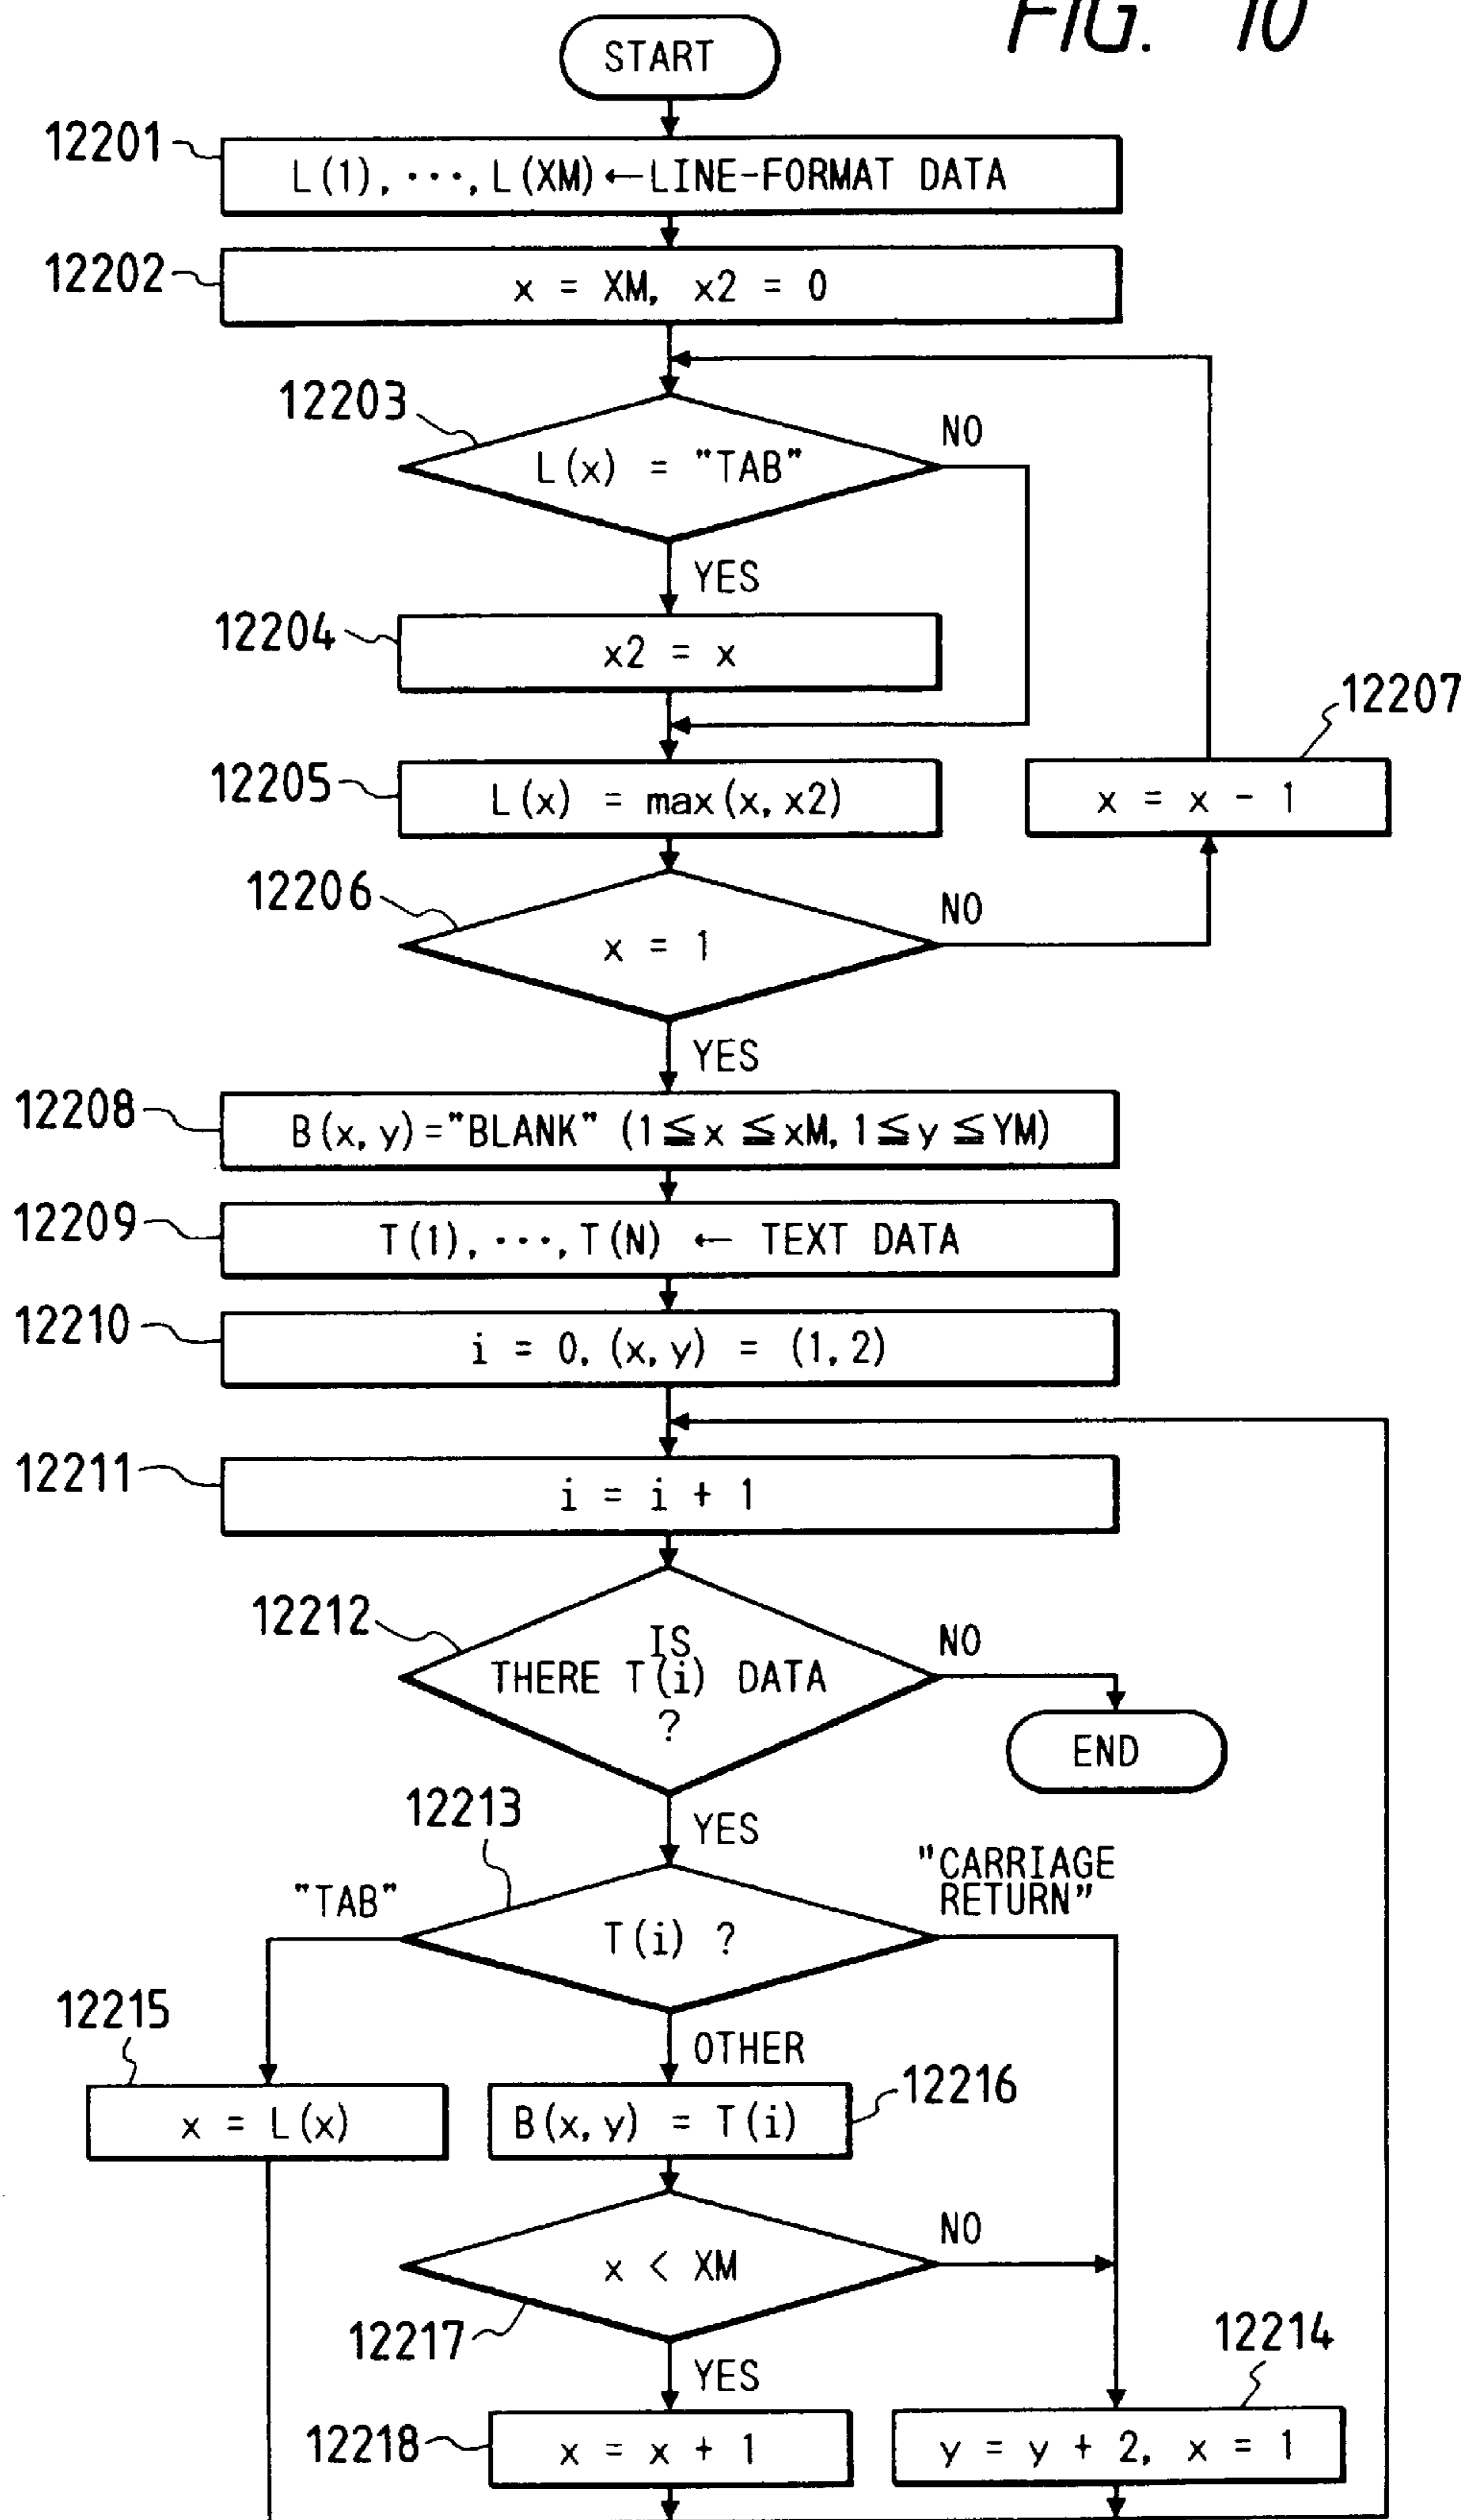 FIG. 10
START
12201
L(1), ···, L(XM)←LINE-FORMAT DATA
12202
x = XM, x2 = 0
12203
L(x) = "TAB"
NO
YES
12204
x2 = x
12207
x = x - 1
12205
L(x) = max(x, x2)
12206
x = 1
NO
YES
12208
B(x, y)="BLANK" (1≦x≦xM, 1≦y≦YM)
12209
T(1), ···, T(N) ← TEXT DATA
12210
i = 0, (x, y) = (1, 2)
12211
i = i + 1
12212
IS
THERE T(i) DATA
?
NO
END
YES
12213
"TAB"
T(i) ?
"CARRIAGE
RETURN"
OTHER
12215
x = L(x)
12216
B(x, y) = T(i)
12217
x < XM
NO
YES
12214
y = y + 2, x = 1
12218
x = x + 1